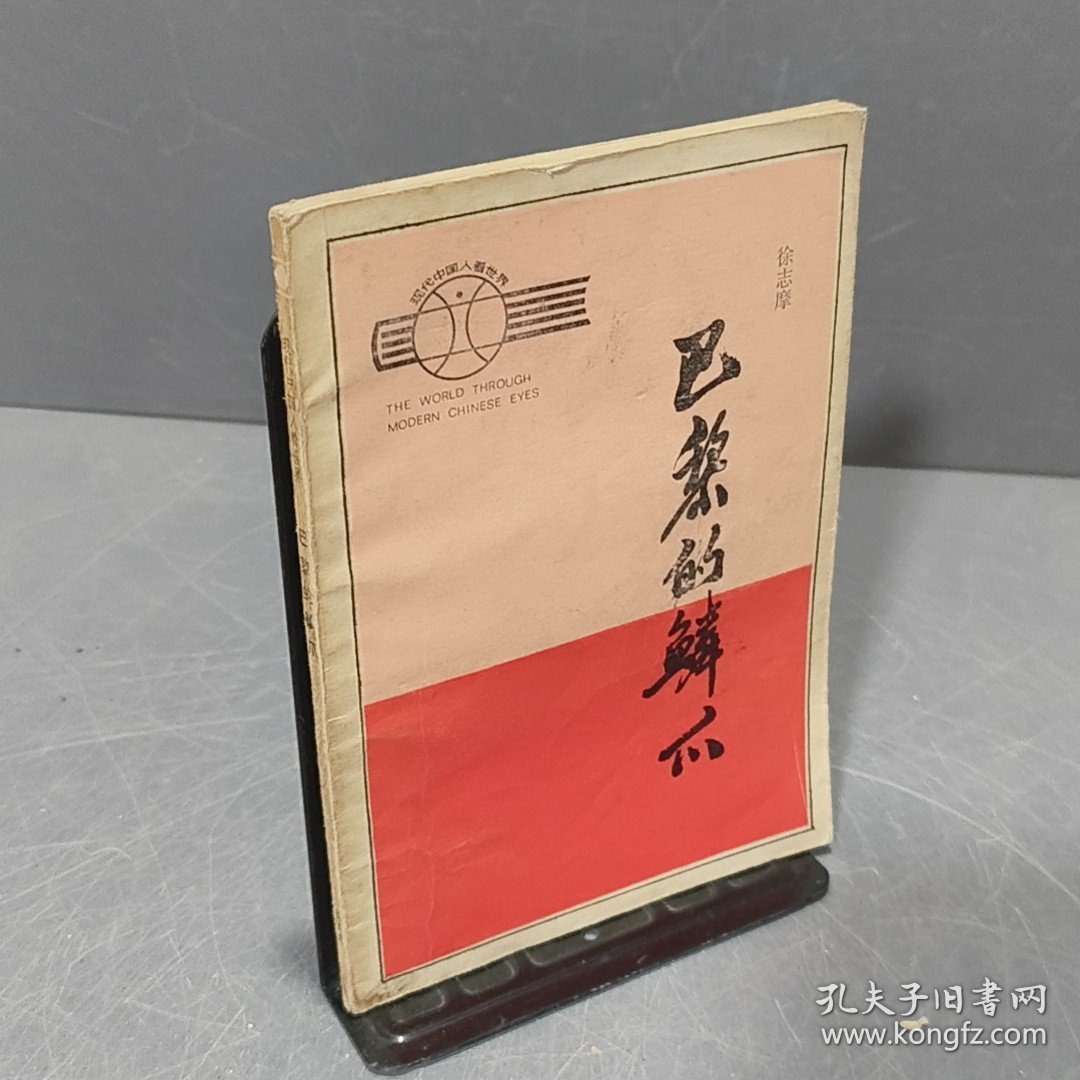 现代中国人看世界
THE WORLD THROUGH
MODERN CHINESE EYES
徐志摩
巴黎的鳞爪
孔夫子旧書网
www.kongfz.com